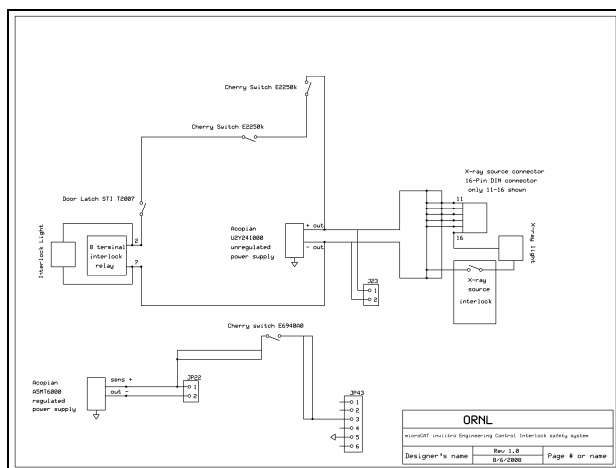 Cherry Switch E2250k
Cherry Switch E2250k
X-ray source connector
16-Pin DIN connector
only 11-16 shown
Door Latch STI T2007
11
16
Interlock Light
8 terminal
interlock
relay
2
7
Acopian
U2Y241000
unregulated
power supply
+ out
- out
X-ray light
X-ray
source
interlock
J23
1
2
Cherry switch E6940A0
Acopian
A5MT6000
regulated
power supply
sens +
out -
JP22
1
2
JP43
1
2
3
4
5
6
ORNL
microCAT inviitro Engineering Control Interlock safety system
Designer's name
Rev 1.0
8/6/2008
Page # or name